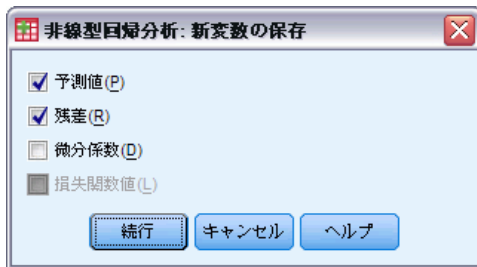 非線型回帰分析: 新変数の保存
予測値(P)
残差(R)
微分係数(D)
損失関数値(L)
続行 キャンセル ヘルプ